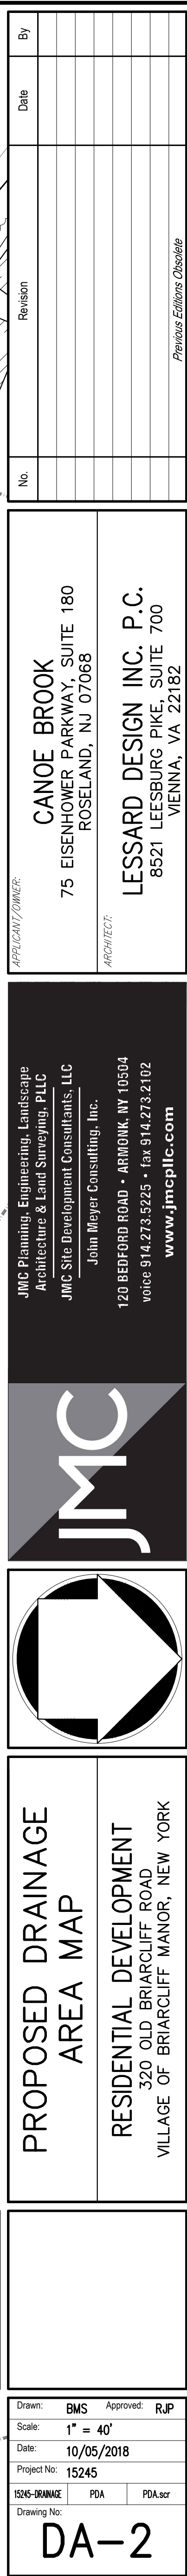 No. Revision Date By
Previous Editions Obsolete
APPLICANT/OWNER:
CANOE BROOK
75 EISENHOWER PARKWAY, SUITE 180
ROSELAND, NJ 07068
ARCHITECT:
LESSARD DESIGN INC. P.C.
8521 LEESBURG PIKE, SUITE 700
VIENNA, VA 22182
JMC Planning, Engineering, Landscape
Architecture & Land Surveying, PLLC
JMC Site Development Consultants, LLC
John Meyer Consulting, Inc.
120 BEDFORD ROAD • ARMONK, NY 10504
voice 914.273.5225 • fax 914.273.2102
www.jmcpllc.com
JMC
PROPOSED DRAINAGE
AREA MAP
RESIDENTIAL DEVELOPMENT
320 OLD BRIARCLIFF ROAD
VILLAGE OF BRIARCLIFF MANOR, NEW YORK
Drawn: BMS Approved: RJP
Scale: 1" = 40'
Date: 10/05/2018
Project No: 15245
15245-DRAINAGE PDA PDA.scr
Drawing No:
DA-2